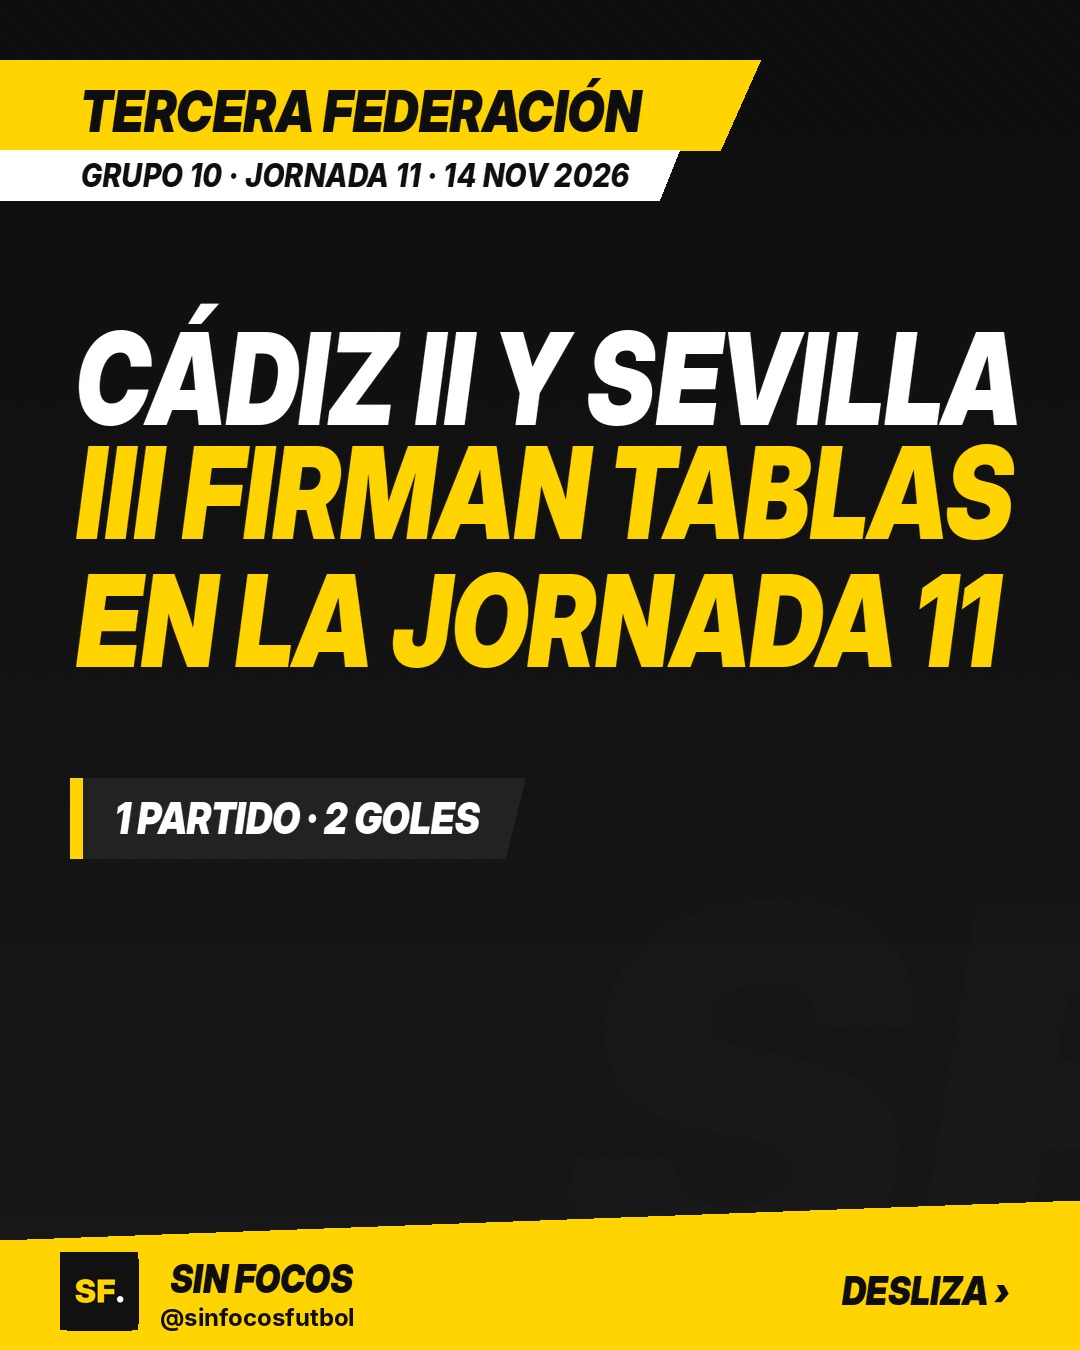 TERCERA FEDERACIÓN
GRUPO 10 · JORNADA 11 · 14 NOV 2026
CÁDIZ II Y SEVILLA
III FIRMAN TABLAS
EN LA JORNADA 11
1 PARTIDO · 2 GOLES
SF
SF.
SIN FOCOS
@sinfocosfutbol
DESLIZA ›